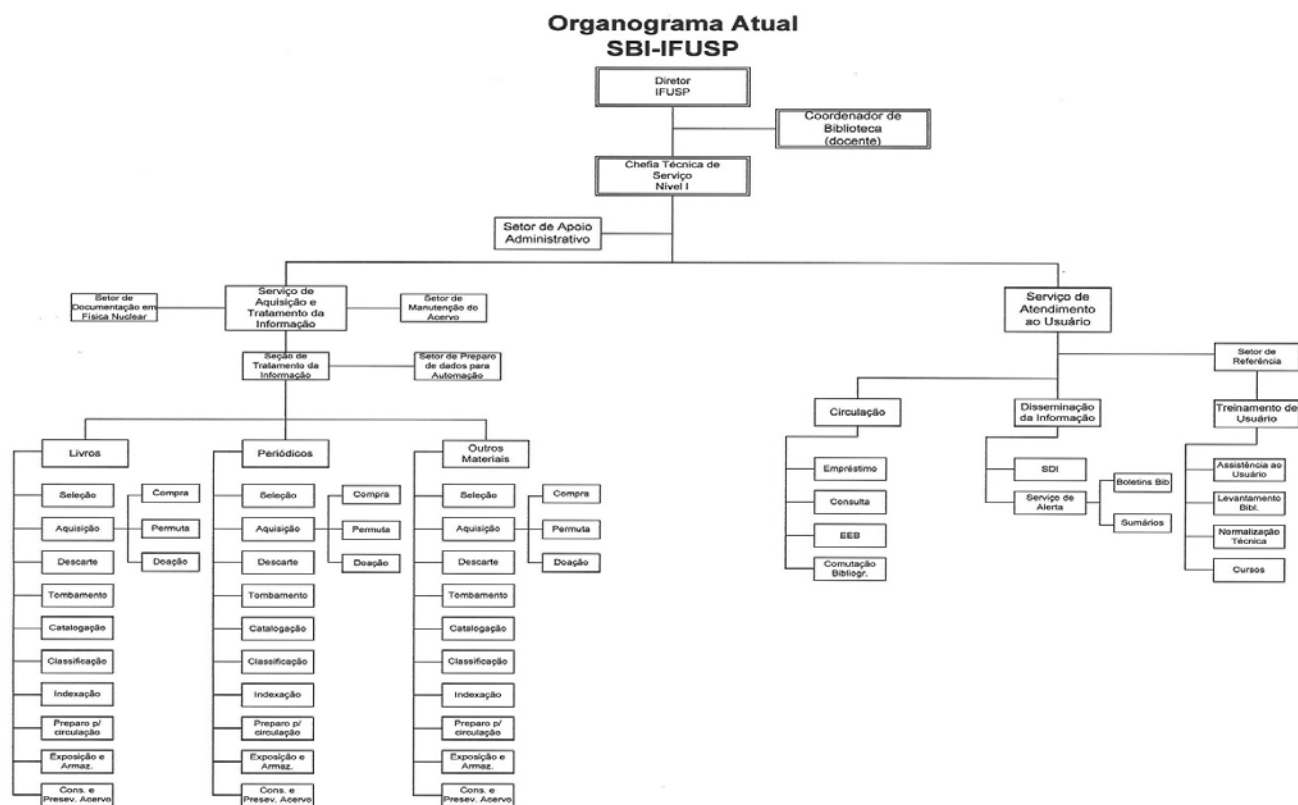 Organograma Atual
SBI-IFUSP
Diretor
IFUSP
Coordenador de
Biblioteca
(docente)
Chefia Técnica de
Serviço
Nível I
Setor de Apoio
Administrativo
Setor de
Documentação em
Física Nuclear
Serviço de
Aquisição e
Tratamento da
Informação
Setor de
Manutenção do
Acervo
Serviço de
Atendimento
ao Usuário
Seção de
Tratamento da
Informação
Setor de Preparo
de dados para
Automação
Setor de
Referência
Circulação
Disseminação
da Informação
Treinamento de
Usuário
Livros
Periódicos
Outros
Materiais
Seleção
Aquisição
Compra
Permuta
Doação
Descarte
Tombamento
Catalogação
Classificação
Indexação
Preparo p/
circulação
Exposição e
Armaz.
Cons. e
Presev. Acervo
Seleção
Aquisição
Compra
Permuta
Doação
Descarte
Tombamento
Catalogação
Classificação
Indexação
Preparo p/
circulação
Exposição e
Armaz.
Cons. e
Presev. Acervo
Seleção
Aquisição
Compra
Permuta
Doação
Descarte
Tombamento
Catalogação
Classificação
Indexação
Preparo p/
circulação
Exposição e
Armaz.
Cons. e
Presev. Acervo
Empréstimo
Consulta
EEB
Comutação
Bibliogr.
SDI
Serviço de
Alerta
Boletins Bib
Sumários
Assistência ao
Usuário
Levantamento
Bibl.
Normalização
Técnica
Cursos